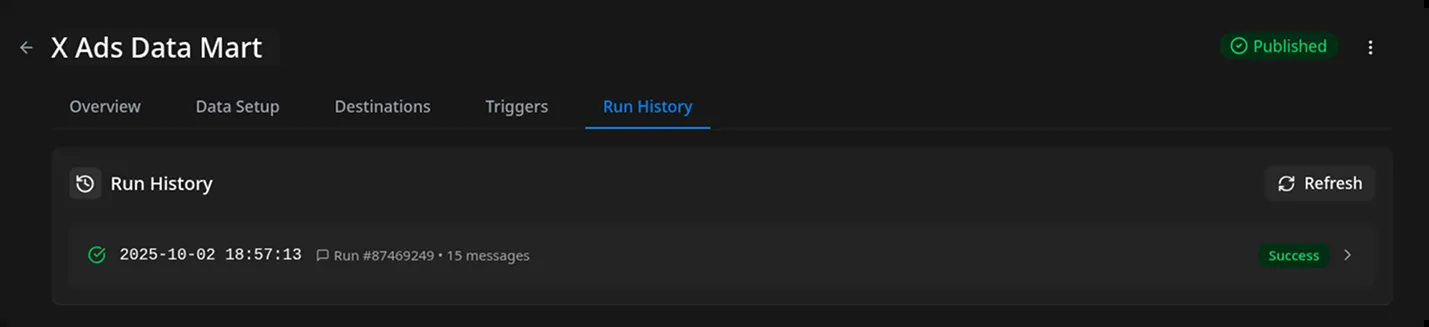 X Ads Data Mart
Published
Overview Data Setup Destinations Triggers Run History
Run History
Refresh
2025-10-02 18:57:13 Run #87469249 • 15 messages Success